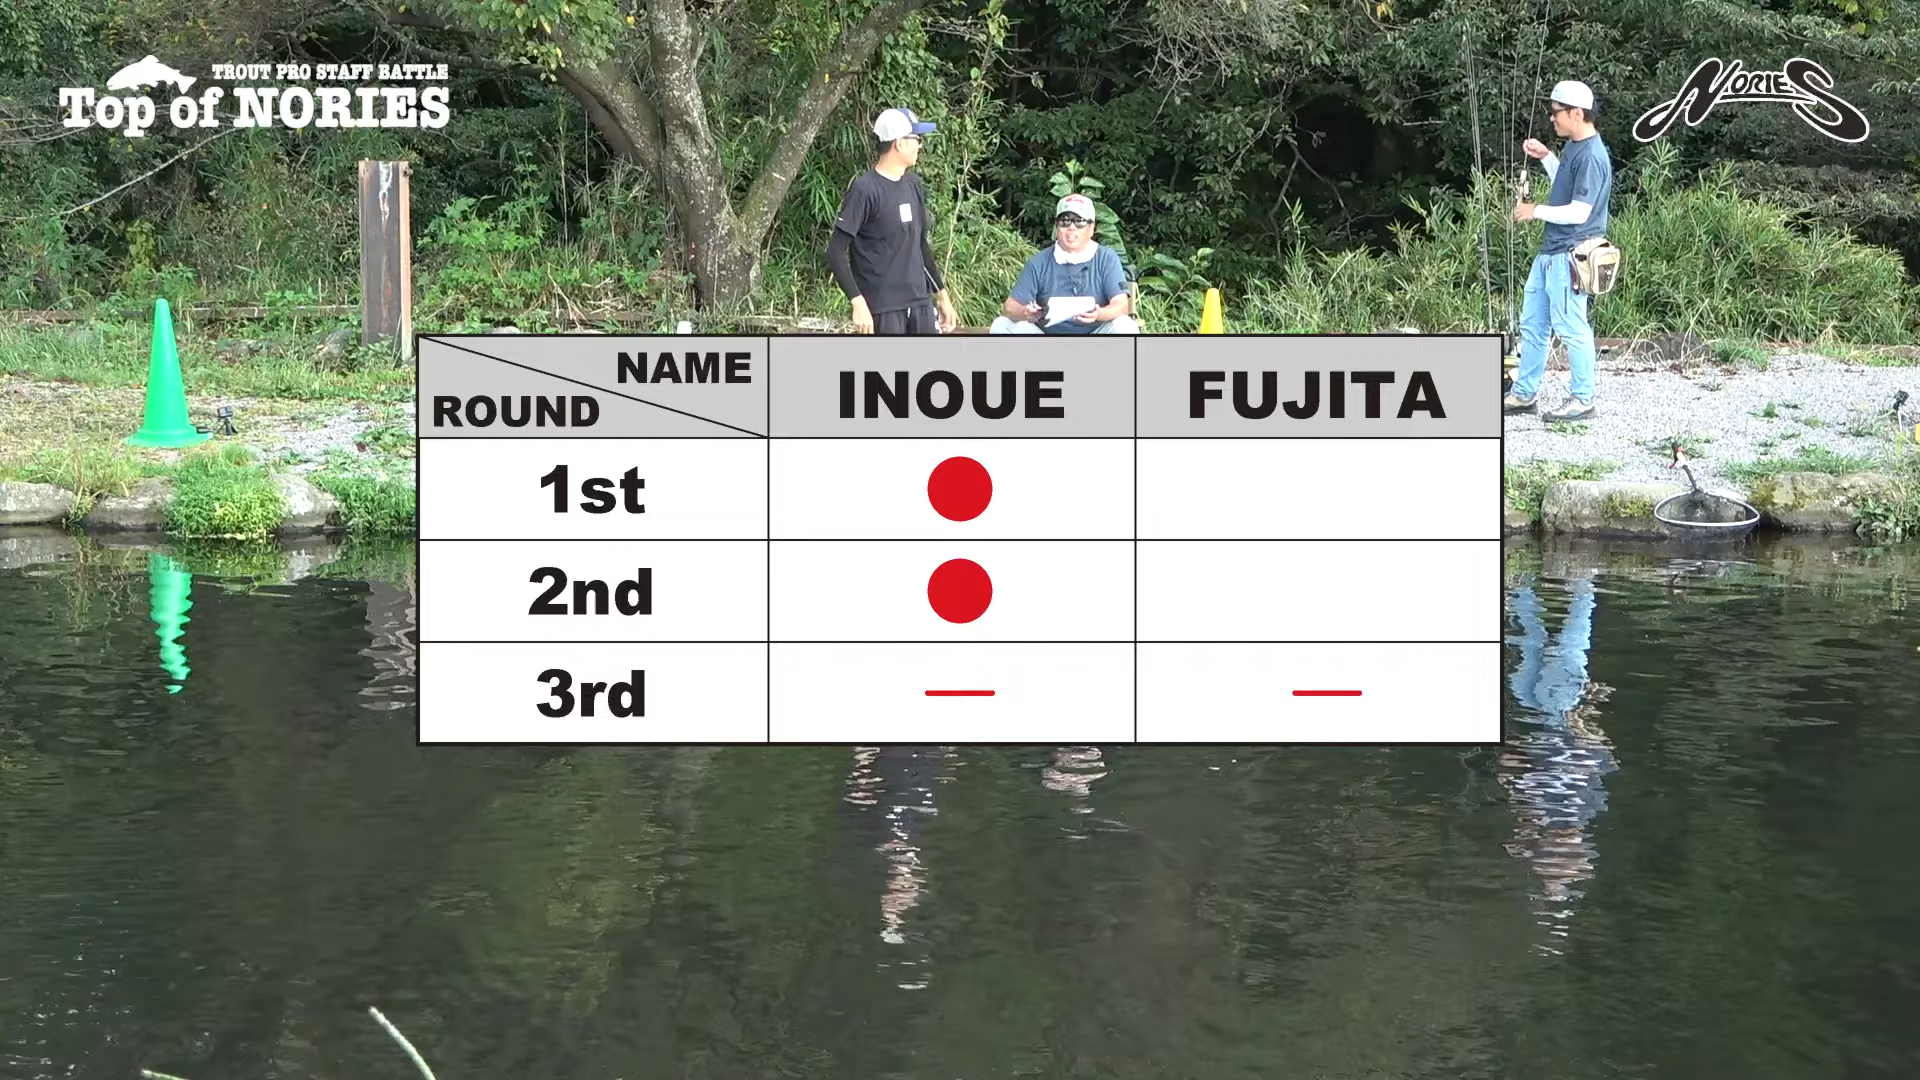 TROUT PRO STAFF BATTLE
Top of NORIES
NORIES
NAME
ROUND
INOUE
FUJITA
1st
2nd
3rd